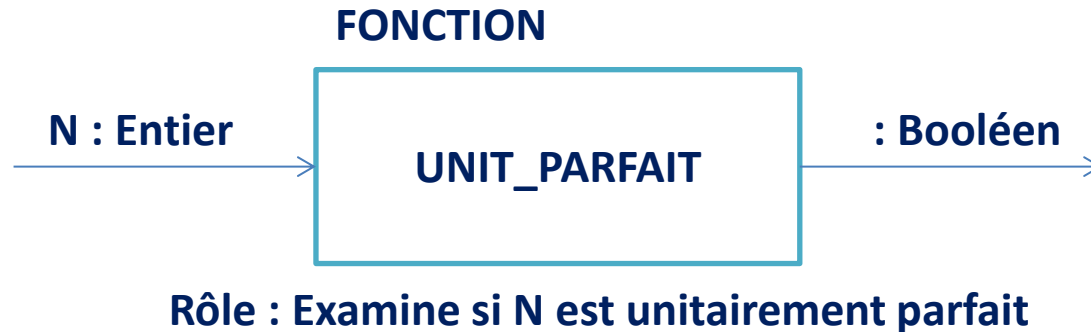 FONCTION
N : Entier
UNIT_PARFAIT
: Booléen
Rôle : Examine si N est unitairement parfait